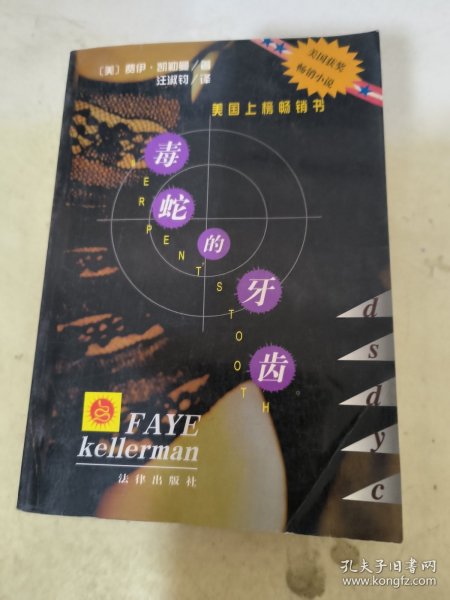 〔美〕费伊·凯勒曼/著
汪淑钧/译
美国获奖
畅销小说
美国上榜畅销书
毒蛇的牙齿
ERPENT'S TOOTH
d
s
d
y
c
FAYE
kellerman
法律出版社
孔夫子旧书网
www.kongfz.com